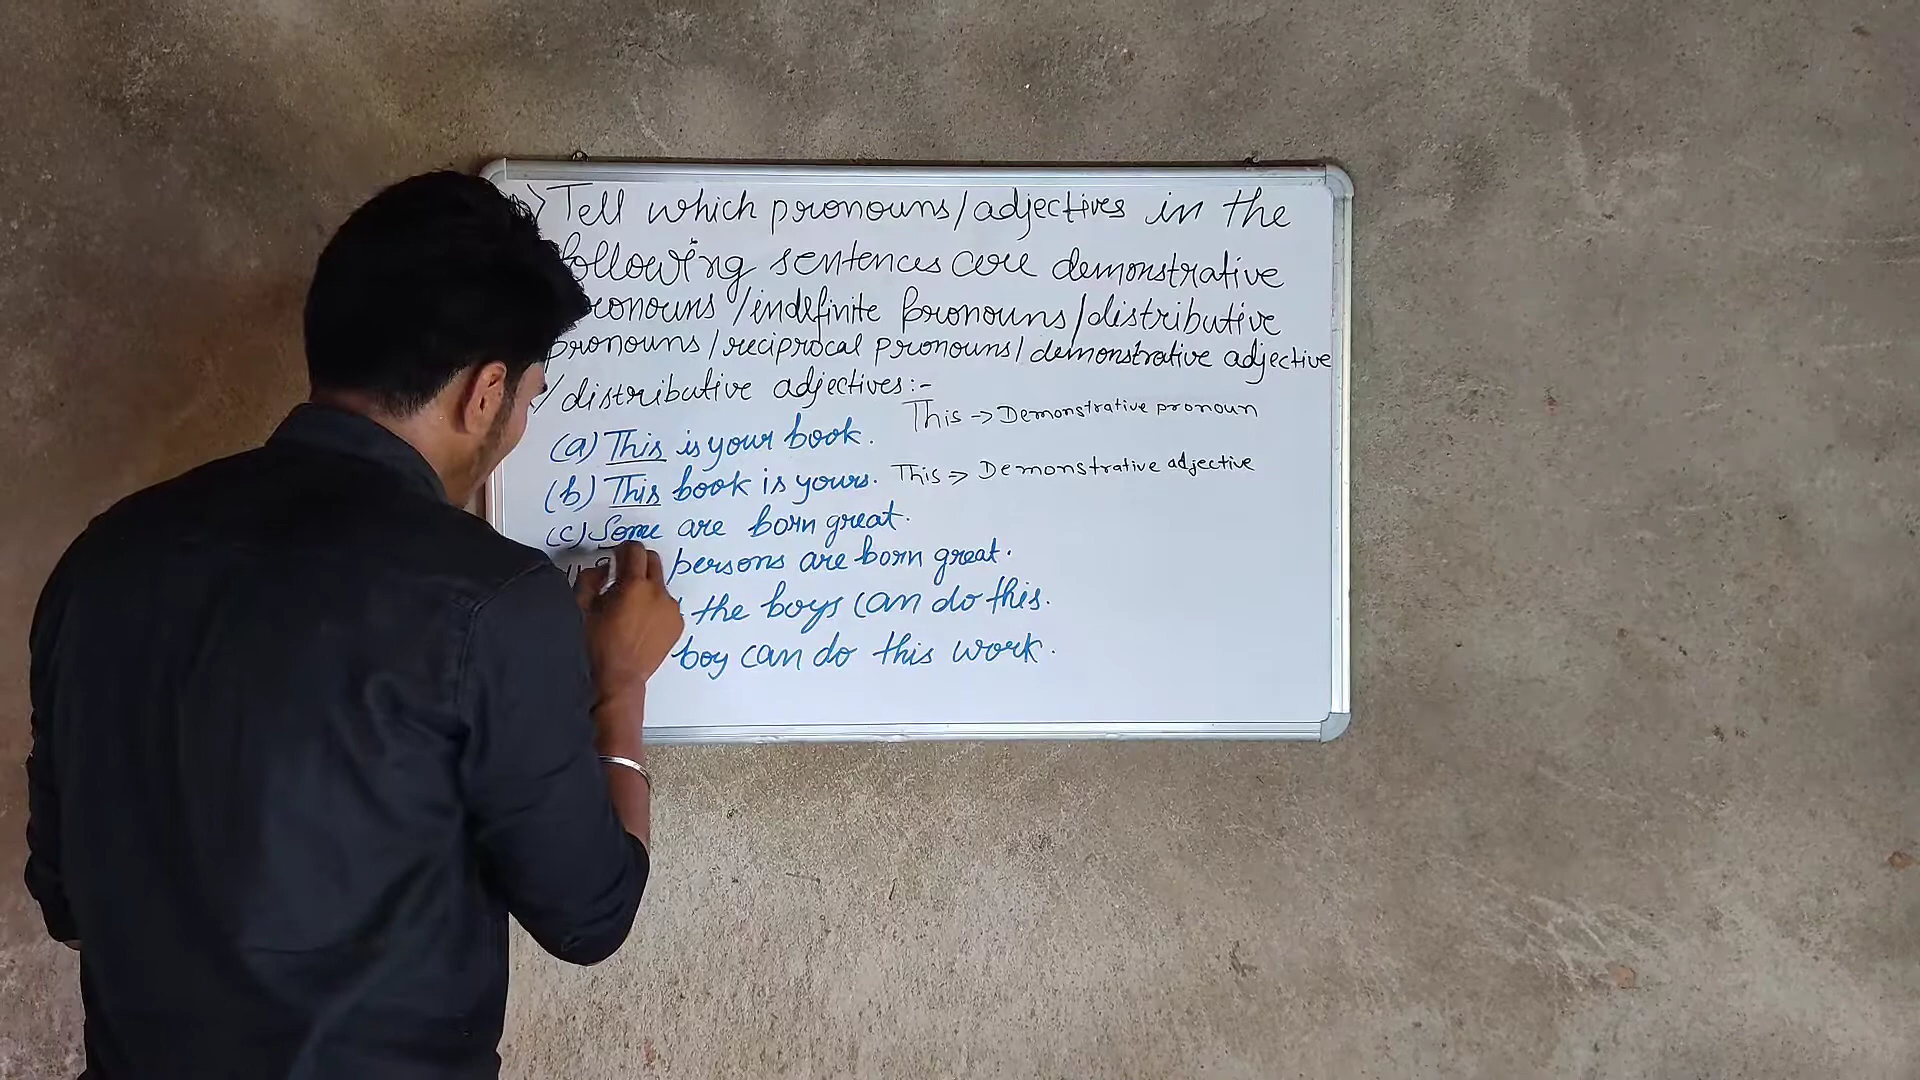 Tell which pronouns/adjectives in the
following sentences are demonstrative
pronouns /indefinite pronouns/distributive
pronouns/reciprocal pronouns/demonstrative adjective
/distributive adjectives:-
This → Demonstrative pronoun
(a) This is your book.
(b) This book is yours. This → Demonstrative adjective
(c) Some are born great.
persons are born great.
the boys can do this.
boy can do this work.